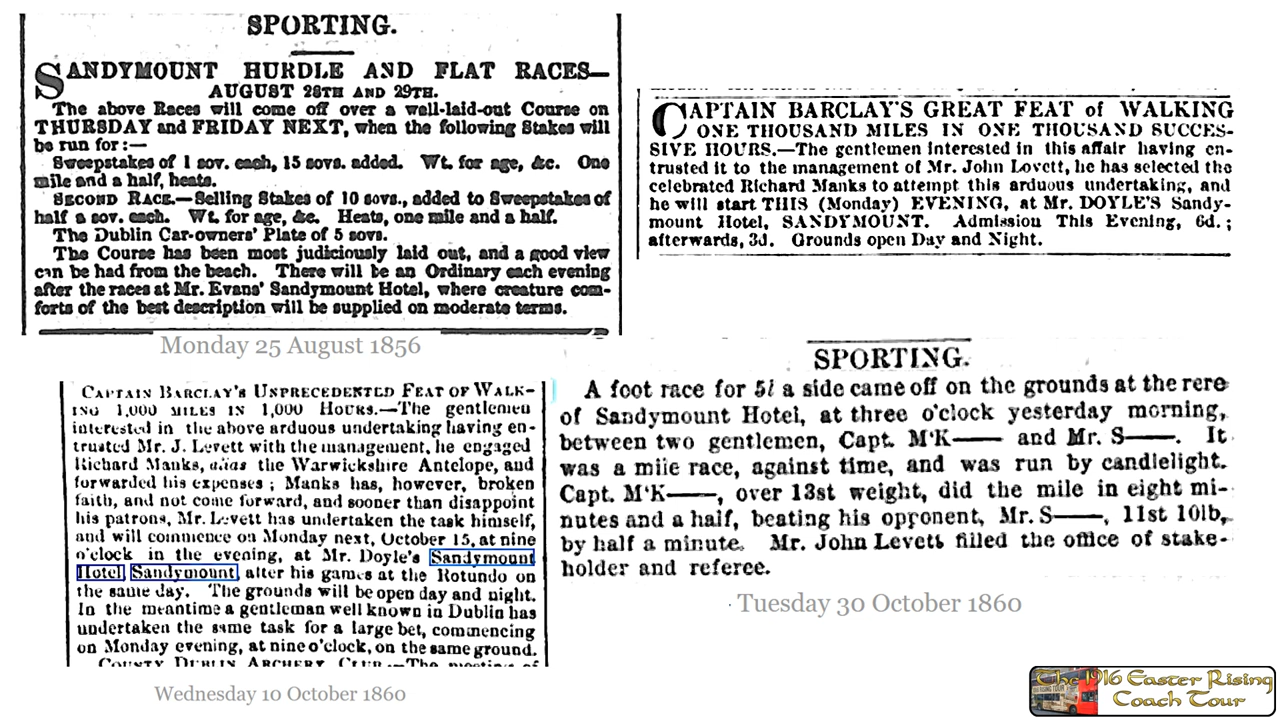 SPORTING.
SANDYMOUNT HURDLE AND FLAT RACES—
AUGUST 28TH AND 29TH.
The above Races will come off over a well-laid-out Course on
THURSDAY and FRIDAY NEXT, when the following Stakes will
be run for:—
Sweepstakes of 1 sov. each, 15 sovs. added. Wt. for age, &c. One
mile and a half, heats.
SECOND RACE.—Selling Stakes of 10 sovs., added to Sweepstakes of
half a sov. each. Wt. for age, &c. Heats, one mile and a half.
The Dublin Car-owners' Plate of 5 sovs.
The Course has been most judiciously laid out, and a good view
can be had from the beach. There will be an Ordinary each evening
after the races at Mr. Evans' Sandymount Hotel, where creature com-
forts of the best description will be supplied on moderate terms.
Monday 25 August 1856
CAPTAIN BARCLAY'S GREAT FEAT of WALKING
ONE THOUSAND MILES IN ONE THOUSAND SUCCES-
SIVE HOURS.—The gentlemen interested in this affair having en-
trusted it to the management of Mr. John Lovett, he has selected the
celebrated Richard Manks to attempt this arduous undertaking, and
he will start THIS (Monday) EVENING, at Mr. DOYLE'S Sandy-
mount Hotel, SANDYMOUNT. Admission This Evening, 6d.;
afterwards, 3d. Grounds open Day and Night.
CAPTAIN BARCLAY'S UNPRECEDENTED FEAT OF WALK-
ING 1,000 MILES IN 1,000 HOURS.—The gentlemen
interested in the above arduous undertaking having en-
trusted Mr. J. Levett with the management, he engaged
Richard Manks, alias the Warwickshire Antelope, and
forwarded his expenses; Manks has, however, broken
faith, and not come forward, and sooner than disappoint
his patrons, Mr. Levett has undertaken the task himself,
and will commence on Monday next, October 15, at nine
o'clock in the evening, at Mr. Doyle's Sandymount
Hotel, Sandymount, after his games at the Rotundo on
the same day. The grounds will be open day and night.
In the meantime a gentleman well known in Dublin has
undertaken the same task for a large bet, commencing
on Monday evening, at nine o'clock, on the same ground.
COUNTY DUBLIN ARCHERY CLUB.—The meeting of
Wednesday 10 October 1860
SPORTING.
A foot race for 5l a side came off on the grounds at the rere
of Sandymount Hotel, at three o'clock yesterday morning,
between two gentlemen, Capt. M'K—— and Mr. S——. It
was a mile race, against time, and was run by candlelight.
Capt. M'K——, over 13st weight, did the mile in eight mi-
nutes and a half, beating his opponent, Mr. S——, 11st 10lb,
by half a minute. Mr. John Levett filled the office of stake-
holder and referee.
Tuesday 30 October 1860
The 1916 Easter Rising
Coach Tour